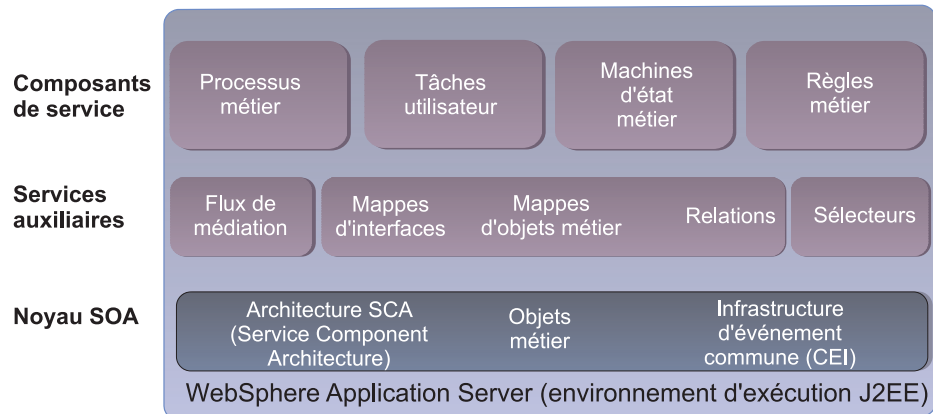 Composants
de service
Processus
métier
Tâches
utilisateur
Machines
d'état
métier
Règles
métier
Services
auxiliaires
Flux de
médiation
Mappes
d'interfaces
Mappes
d'objets métier
Relations
Sélecteurs
Noyau SOA
Architecture SCA
(Service Component
Architecture)
Objets
métier
Infrastructure
d'événement
commune (CEI)
WebSphere Application Server (environnement d'exécution J2EE)